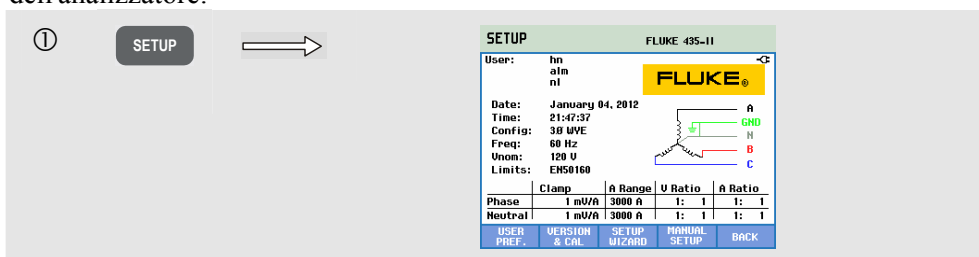 dell'analizzatore.
① SETUP
SETUP FLUKE 435-II
User: hn
alm
nl
FLUKE®
Date: January 04, 2012
Time: 21:47:37
Config: 3Ø WYE
Freq: 60 Hz
Vnom: 120 V
Limits: EN50160
A
GND
N
B
C
Clamp A Range V Ratio A Ratio
Phase 1 mV/A 3000 A 1: 1 1: 1
Neutral 1 mV/A 3000 A 1: 1 1: 1
USER PREF. VERSION & CAL SETUP WIZARD MANUAL SETUP BACK